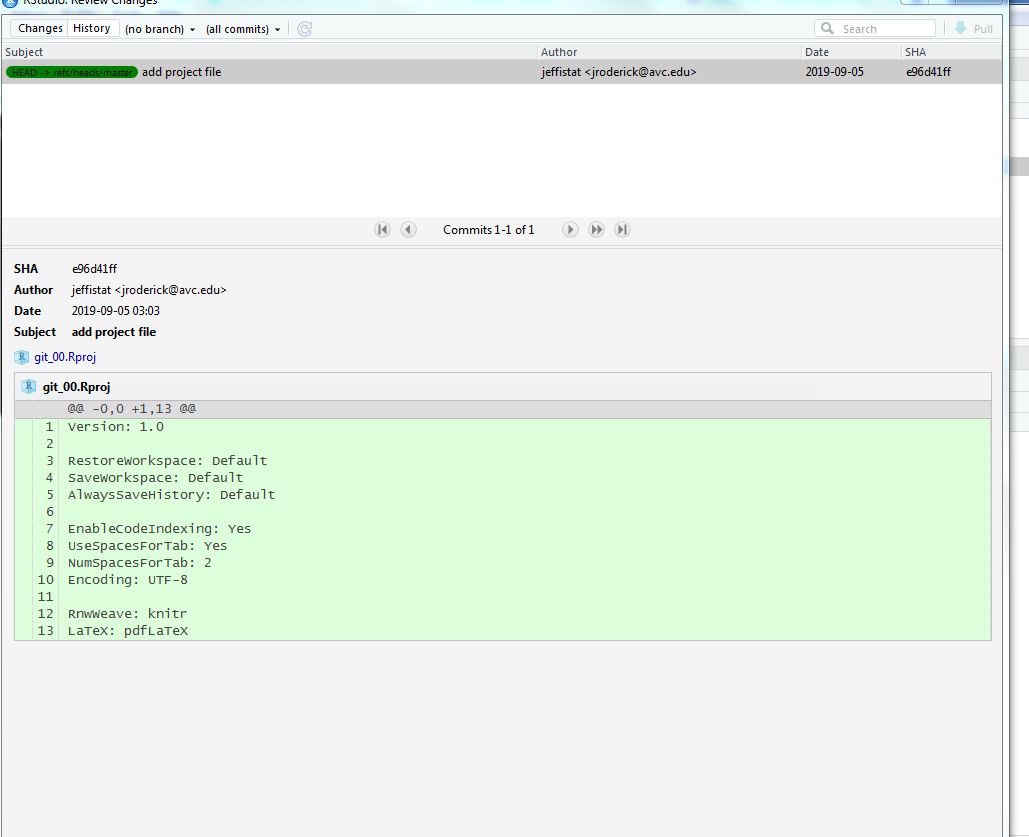 RStudio: Review Changes
Changes History (no branch) (all commits) Search Pull
Subject Author Date SHA
HEAD -> refs/heads/master add project file jeffistat <jroderick@avc.edu> 2019-09-05 e96d41ff
Commits 1-1 of 1
SHA e96d41ff
Author jeffistat <jroderick@avc.edu>
Date 2019-09-05 03:03
Subject add project file
git_00.Rproj
git_00.Rproj
@@ -0,0 +1,13 @@
1 Version: 1.0
2
3 RestoreWorkspace: Default
4 SaveWorkspace: Default
5 AlwaysSaveHistory: Default
6
7 EnableCodeIndexing: Yes
8 UseSpacesForTab: Yes
9 NumSpacesForTab: 2
10 Encoding: UTF-8
11
12 RnwWeave: knitr
13 LaTeX: pdfLaTeX